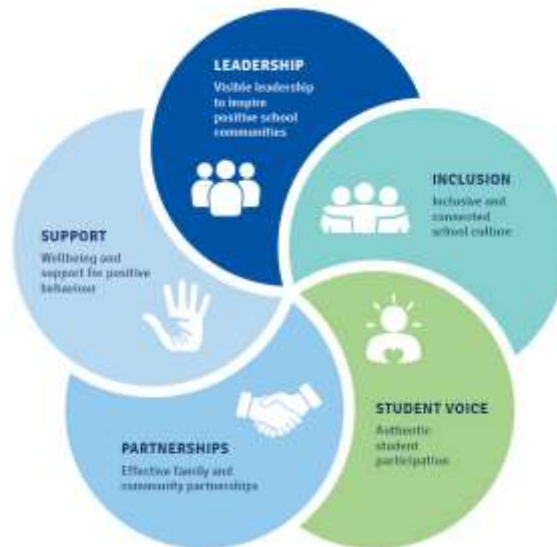 LEADERSHIP
Visible leadership
to inspire
positive school
communities
INCLUSION
Inclusive and
connected
school culture
STUDENT VOICE
Authentic
student
participation
PARTNERSHIPS
Effective family and
community partnerships
SUPPORT
Wellbeing and
support for positive
behaviour